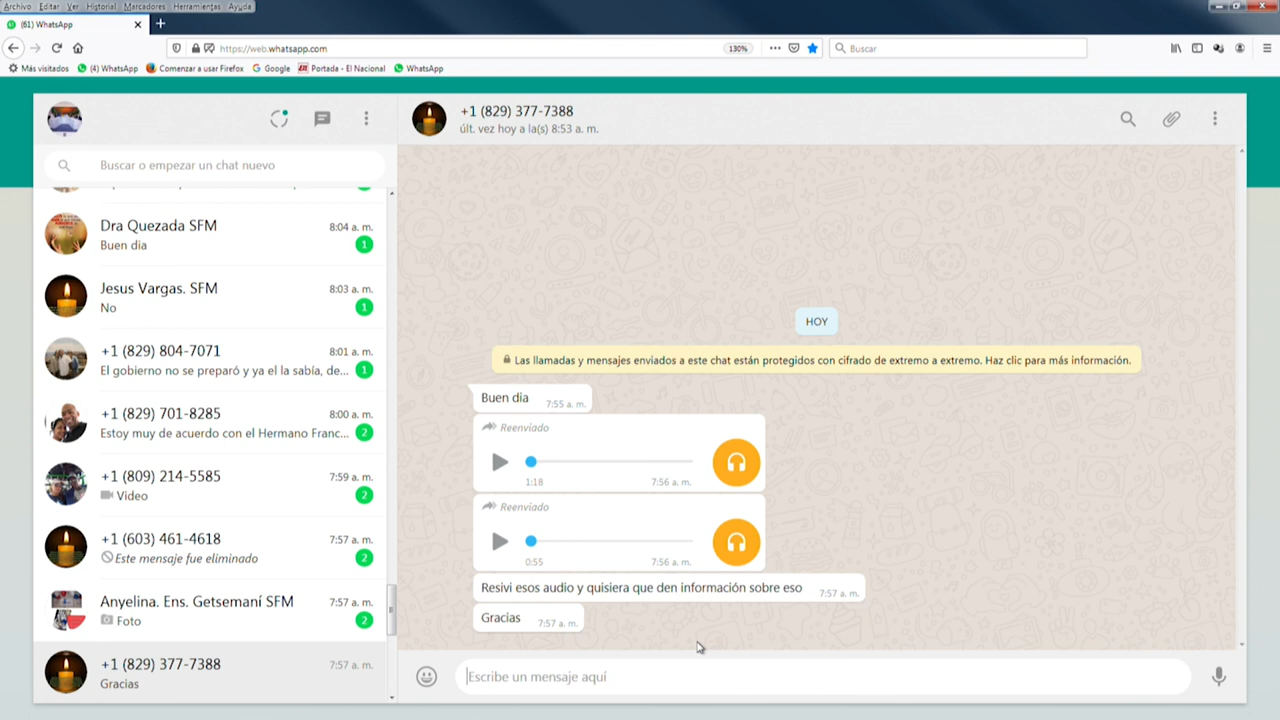 Archivo Editar Ver Historial Marcadores Herramientas Ayuda
(61) WhatsApp
https://web.whatsapp.com
130%
Buscar
Más visitados
(4) WhatsApp
Comenzar a usar Firefox
Google
Portada - El Nacional
WhatsApp
Buscar o empezar un chat nuevo
Dra Quezada SFM
8:04 a. m.
Buen dia
1
Jesus Vargas. SFM
8:03 a. m.
No
1
+1 (829) 804-7071
8:01 a. m.
El gobierno no se preparó y ya el la sabía, de...
1
+1 (829) 701-8285
8:00 a. m.
Estoy muy de acuerdo con el Hermano Franc...
2
+1 (809) 214-5585
7:59 a. m.
Video
2
+1 (603) 461-4618
7:57 a. m.
Este mensaje fue eliminado
2
Anyelina. Ens. Getsemaní SFM
7:57 a. m.
Foto
2
+1 (829) 377-7388
7:57 a. m.
Gracias
+1 (829) 377-7388
últ. vez hoy a la(s) 8:53 a. m.
HOY
Las llamadas y mensajes enviados a este chat están protegidos con cifrado de extremo a extremo. Haz clic para más información.
Buen dia
7:55 a. m.
Reenviado
1:18
7:56 a. m.
Reenviado
0:55
7:56 a. m.
Resivi esos audio y quisiera que den información sobre eso
7:57 a. m.
Gracias
7:57 a. m.
Escribe un mensaje aquí